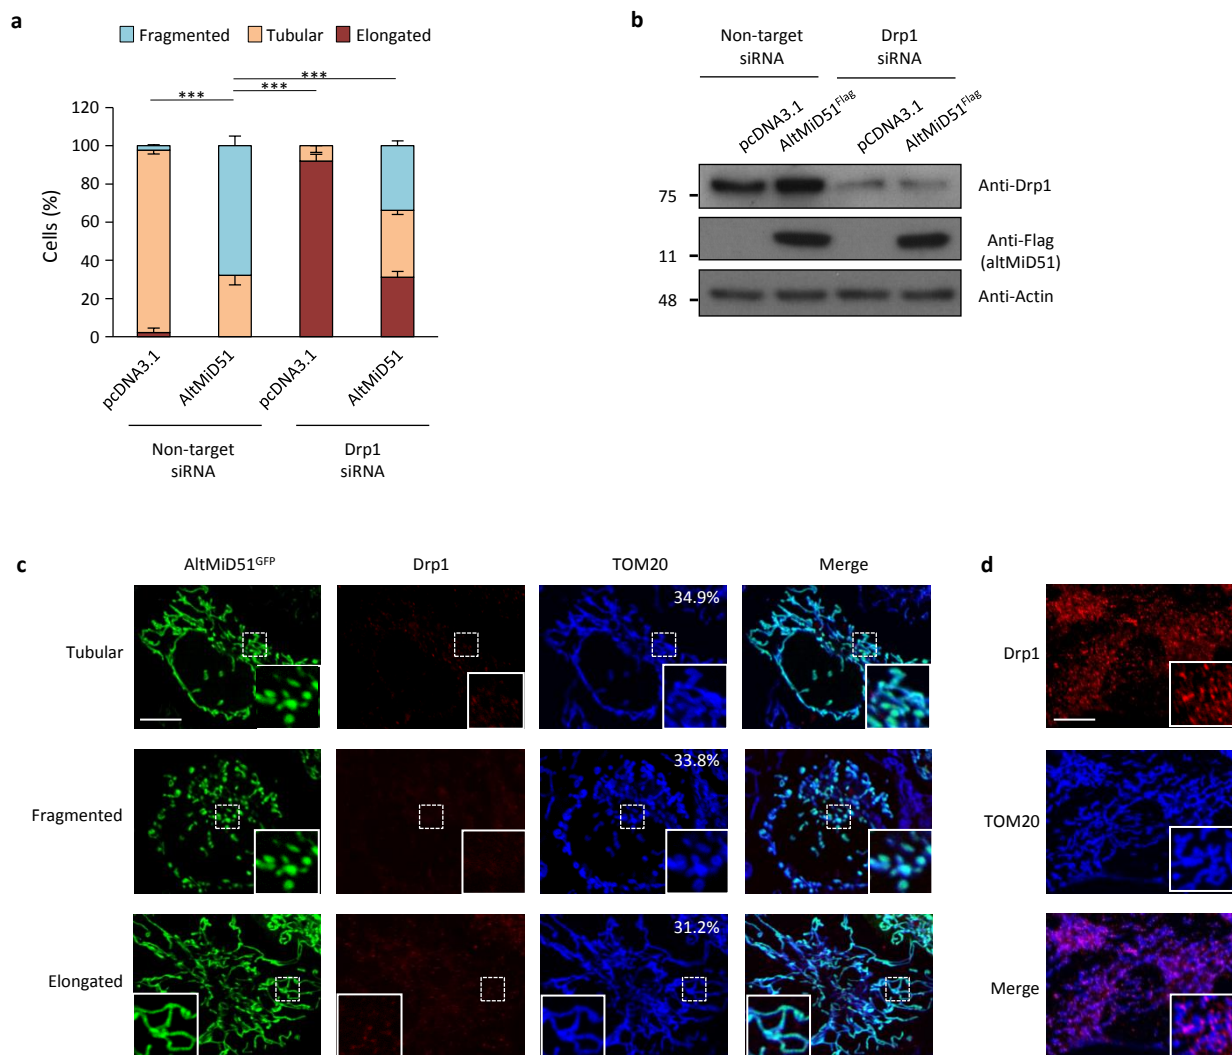 a
Fragmented Tubular Elongated
***
***
***
120
100
80
60
40
20
0
Cells (%)
pcDNA3.1
AltMiD51
pcDNA3.1
AltMiD51
Non-target
siRNA
Drp1
siRNA
b
Non-target
siRNA
Drp1
siRNA
pcDNA3.1
AltMiD51Flag
pCDNA3.1
AltMiD51Flag
75
Anti-Drp1
11
Anti-Flag
(altMiD51)
48
Anti-Actin
c
AltMiD51GFP Drp1 TOM20 Merge
Tubular
34.9%
Fragmented
33.8%
Elongated
31.2%
d
Drp1
TOM20
Merge